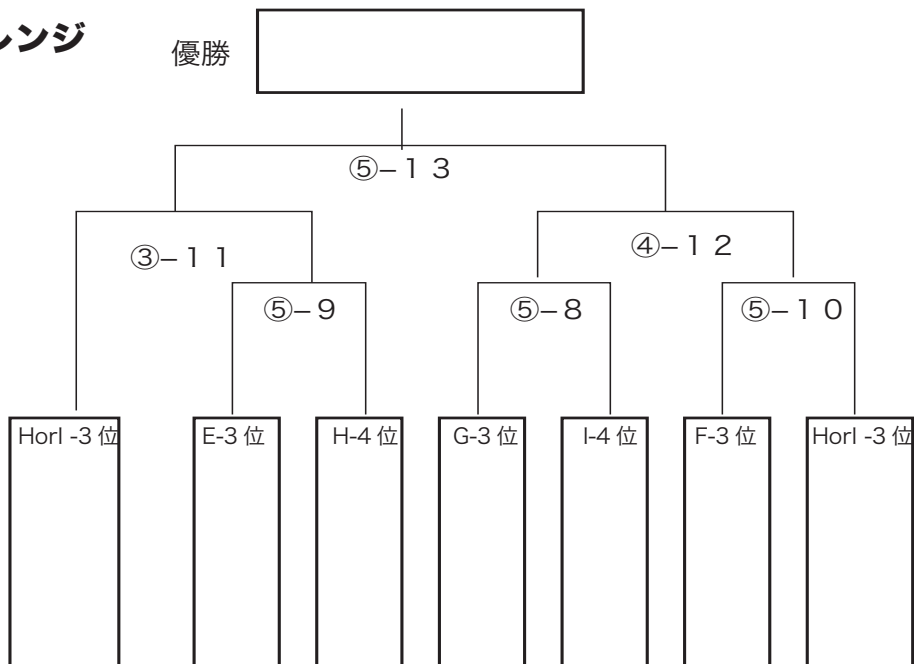 レンジ
優勝
⑤–１３
③–１１
④–１２
⑤–９
⑤–８
⑤–１０
HorI -3 位
E-3 位
H-4 位
G-3 位
I-4 位
F-3 位
HorI -3 位